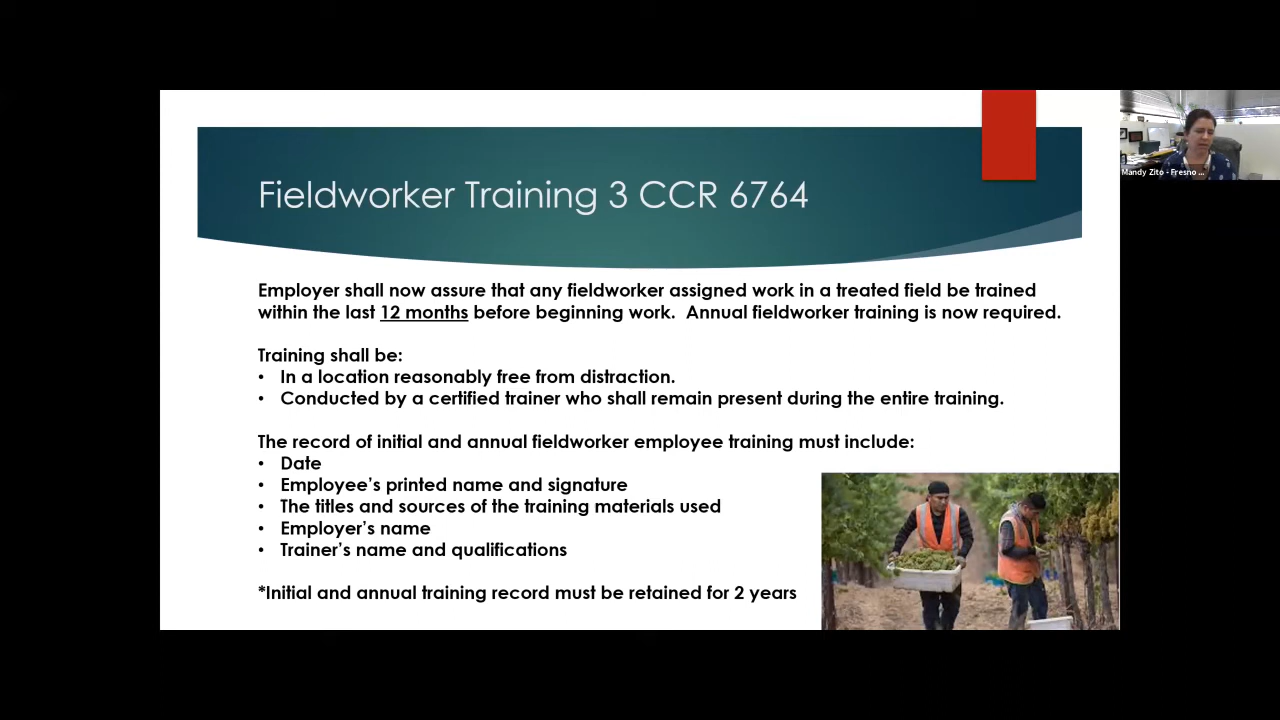 Fieldworker Training 3 CCR 6764
Employer shall now assure that any fieldworker assigned work in a treated field be trained
within the last 12 months before beginning work.  Annual fieldworker training is now required.
Training shall be:
• In a location reasonably free from distraction.
• Conducted by a certified trainer who shall remain present during the entire training.
The record of initial and annual fieldworker employee training must include:
• Date
• Employee's printed name and signature
• The titles and sources of the training materials used
• Employer's name
• Trainer's name and qualifications
*Initial and annual training record must be retained for 2 years
Mandy Zito - Fresno ...